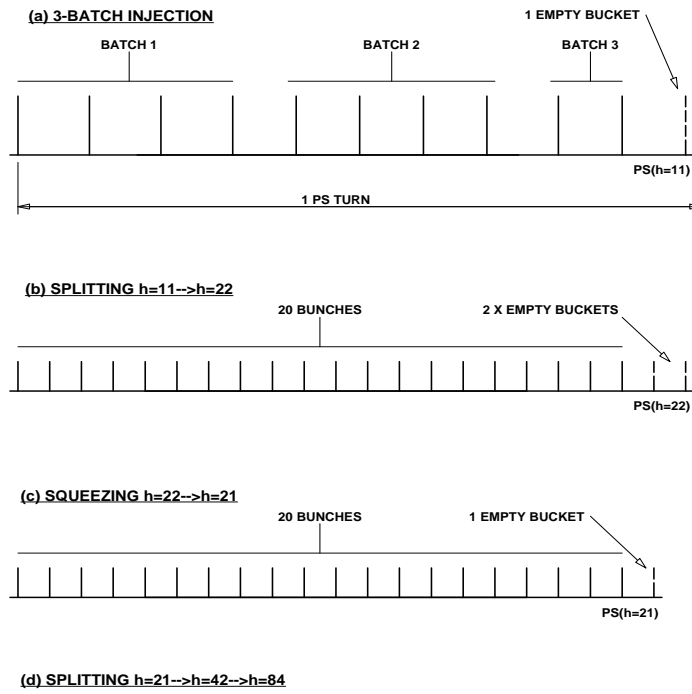 (a) 3-BATCH INJECTION
1 EMPTY BUCKET
BATCH 1
BATCH 2
BATCH 3
PS(h=11)
1 PS TURN
(b) SPLITTING h=11-->h=22
20 BUNCHES
2 X EMPTY BUCKETS
PS(h=22)
(c) SQUEEZING h=22-->h=21
20 BUNCHES
1 EMPTY BUCKET
PS(h=21)
(d) SPLITTING h=21-->h=42-->h=84